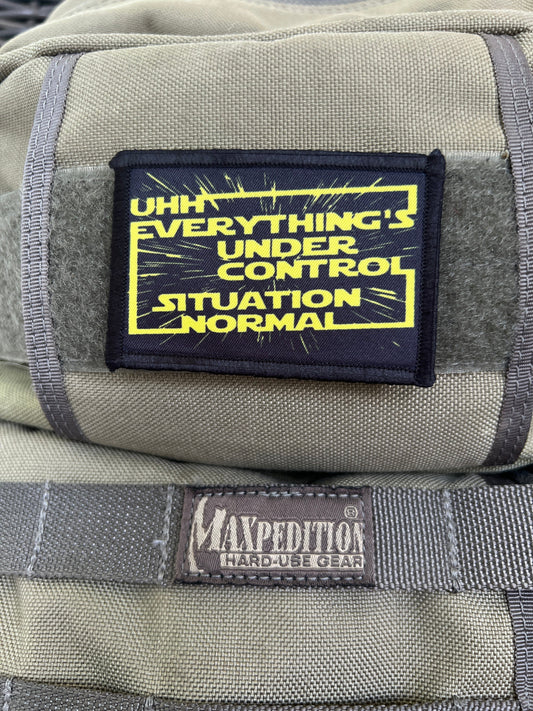 UHH
EVERYTHING'S
UNDER
CONTROL
SITUATION
NORMAL
MAXPEDITION®
HARD-USE GEAR